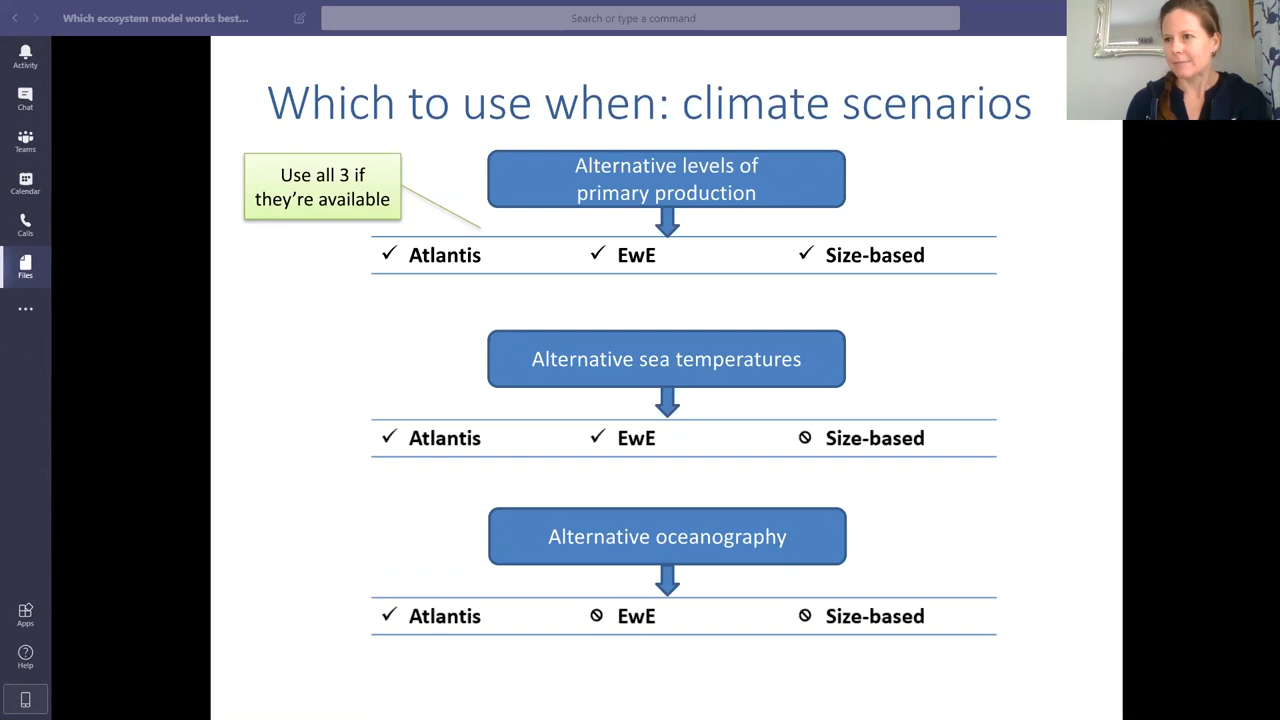 Which ecosystem model works best...
Search or type a command
Activity
Chat
Teams
Calendar
Calls
Files
Apps
Help
Which to use when: climate scenarios
Use all 3 if
they're available
Alternative levels of
primary production
✓ Atlantis ✓ EwE ✓ Size-based
Alternative sea temperatures
✓ Atlantis ✓ EwE Size-based
Alternative oceanography
✓ Atlantis EwE Size-based